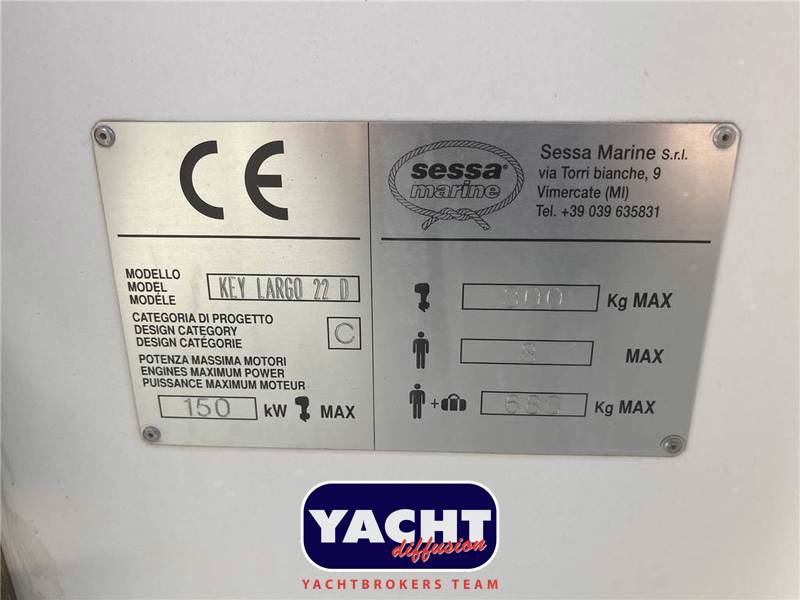 CE
MODELLO
MODEL
MODÈLE
KEY LARGO 22 D
CATEGORIA DI PROGETTO
DESIGN CATEGORY
DESIGN CATÉGORIE
C
POTENZA MASSIMA MOTORI
ENGINES MAXIMUM POWER
PUISSANCE MAXIMUM MOTEUR
150 kW MAX
sessa
marine
Sessa Marine S.r.l.
via Torri bianche, 9
Vimercate (MI)
Tel. +39 039 635831
300 Kg MAX
8 MAX
+ Kg MAX
YACHT
diffusion
YACHTBROKERS TEAM